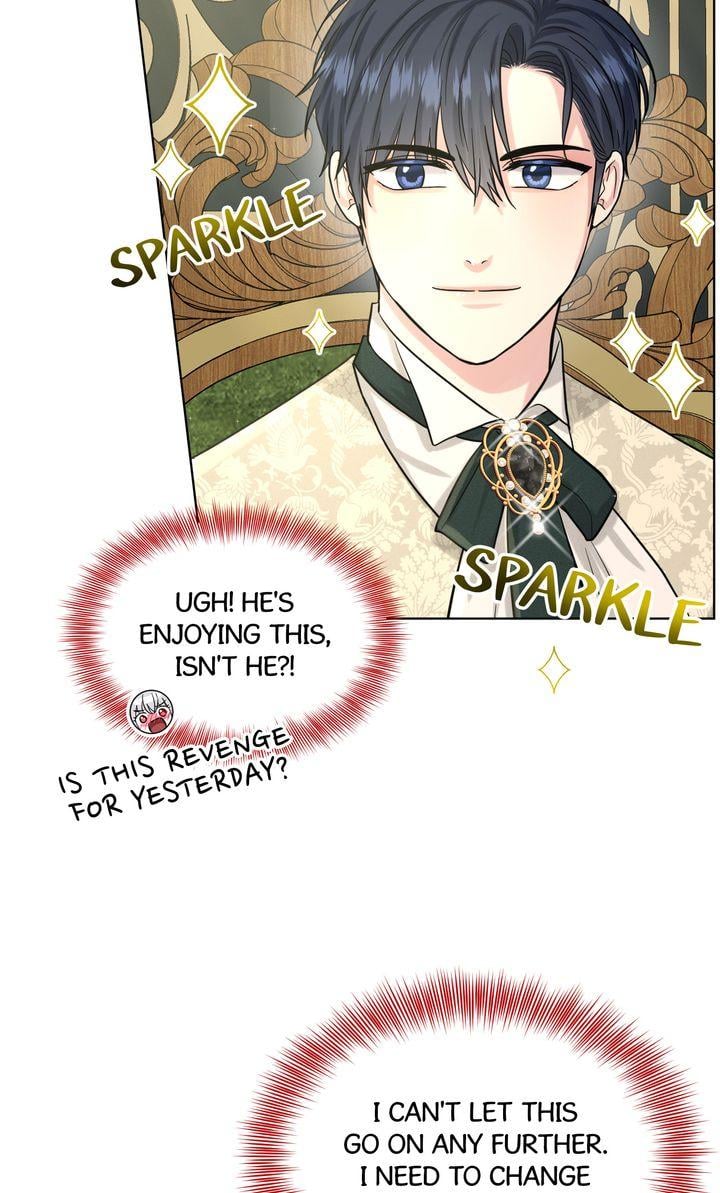 SPARKLE
SPARKLE
UGH! HE'S
ENJOYING THIS,
ISN'T HE?!
IS THIS REVENGE
FOR YESTERDAY?
I CAN'T LET THIS
GO ON ANY FURTHER.
I NEED TO CHANGE